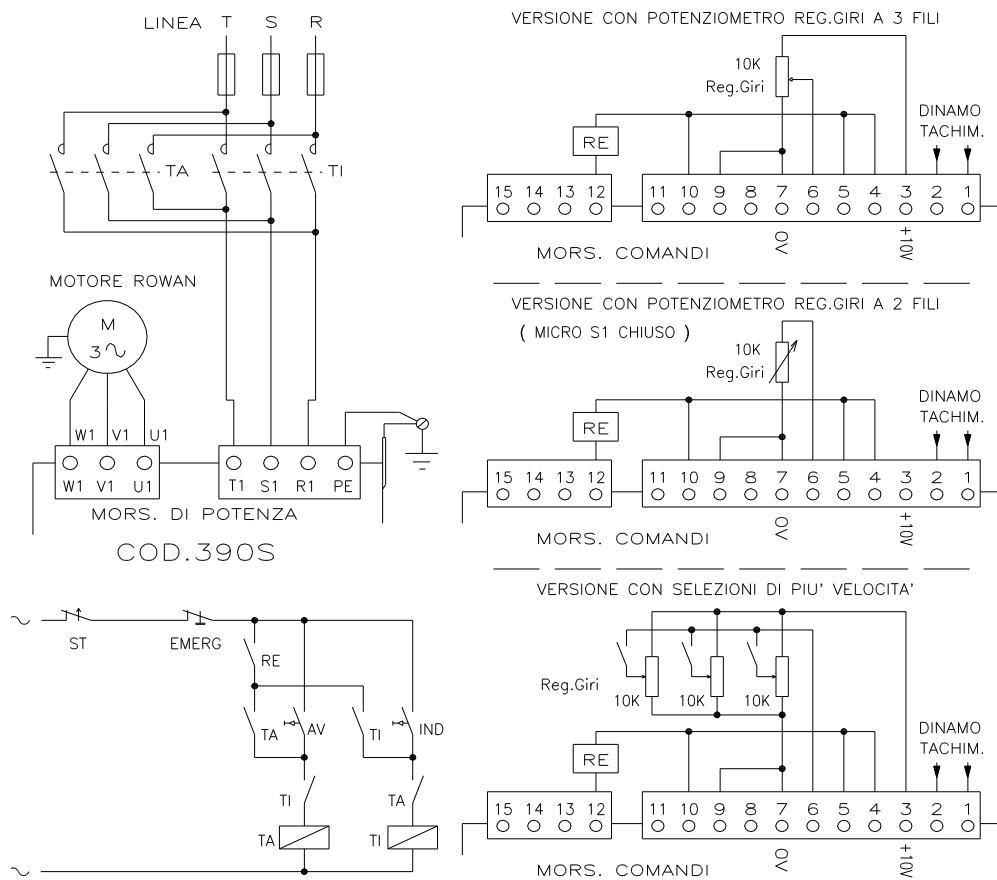 LINEA T S R
TA
TI
MOTORE ROWAN
M
3
W1 V1 U1
W1 V1 U1
T1 S1 R1 PE
MORS. DI POTENZA
COD.390S
ST
EMERG
RE
TA
AV
TI
IND
TI
TA
TA
TI
VERSIONE CON POTENZIOMETRO REG.GIRI A 3 FILI
10K
Reg.Giri
DINAMO
TACHIM.
RE
15 14 13 12 11 10 9 8 7 6 5 4 3 2 1
MORS. COMANDI
0V
+10V
VERSIONE CON POTENZIOMETRO REG.GIRI A 2 FILI
( MICRO S1 CHIUSO )
10K
Reg.Giri
DINAMO
TACHIM.
RE
15 14 13 12 11 10 9 8 7 6 5 4 3 2 1
MORS. COMANDI
0V
+10V
VERSIONE CON SELEZIONI DI PIU' VELOCITA'
Reg.Giri
10K 10K 10K
DINAMO
TACHIM.
RE
15 14 13 12 11 10 9 8 7 6 5 4 3 2 1
MORS. COMANDI
0V
+10V